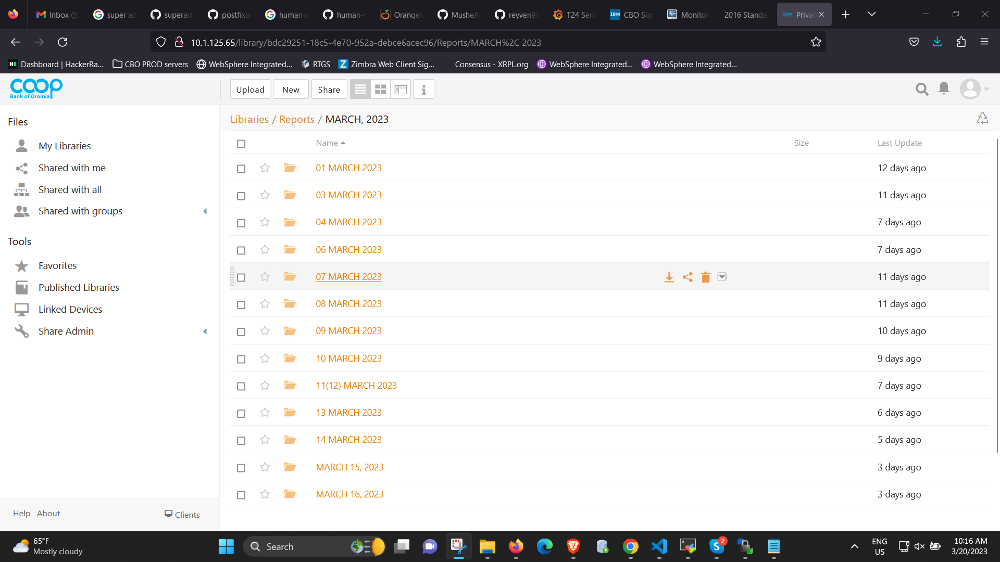 Inbox (5
super ad
superad
postfixa
human r
human-r
Orange
MusheA
reyven90
T24 Serv
CBO Sig
Monitor
2016 Standa
Privat
10.1.125.65/library/bdc29251-18c5-4e70-952a-debce6acec96/Reports/MARCH%2C 2023
Dashboard | HackerRa...
CBO PROD servers
WebSphere Integrated...
RTGS
Zimbra Web Client Sig...
Consensus - XRPL.org
WebSphere Integrated...
WebSphere Integrated...
coop
Bank of Oromia
Upload
New
Share
Files
My Libraries
Shared with me
Shared with all
Shared with groups
Tools
Favorites
Published Libraries
Linked Devices
Share Admin
Help About
Clients
Libraries / Reports / MARCH, 2023
Name Size Last Update
01 MARCH 2023 12 days ago
03 MARCH 2023 11 days ago
04 MARCH 2023 7 days ago
06 MARCH 2023 7 days ago
07 MARCH 2023 11 days ago
08 MARCH 2023 11 days ago
09 MARCH 2023 10 days ago
10 MARCH 2023 9 days ago
11(12) MARCH 2023 7 days ago
13 MARCH 2023 6 days ago
14 MARCH 2023 5 days ago
MARCH 15, 2023 3 days ago
MARCH 16, 2023 3 days ago
65°F
Mostly cloudy
Search
2
ENG
US
10:16 AM
3/20/2023